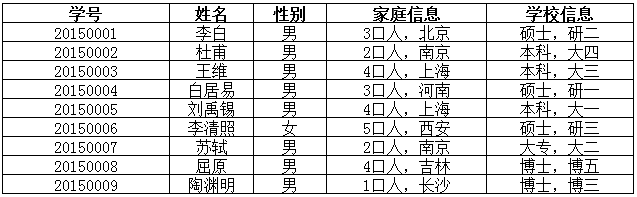 学号 姓名 性别 家庭信息 学校信息
20150001 李白 男 3口人，北京 硕士，研二
20150002 杜甫 男 2口人，南京 本科，大四
20150003 王维 男 4口人，上海 本科，大三
20150004 白居易 男 3口人，河南 硕士，研一
20150005 刘禹锡 男 4口人，上海 本科，大一
20150006 李清照 女 5口人，西安 硕士，研三
20150007 苏轼 男 2口人，南京 大专，大二
20150008 屈原 男 4口人，吉林 博士，博五
20150009 陶渊明 男 1口人，长沙 博士，博三